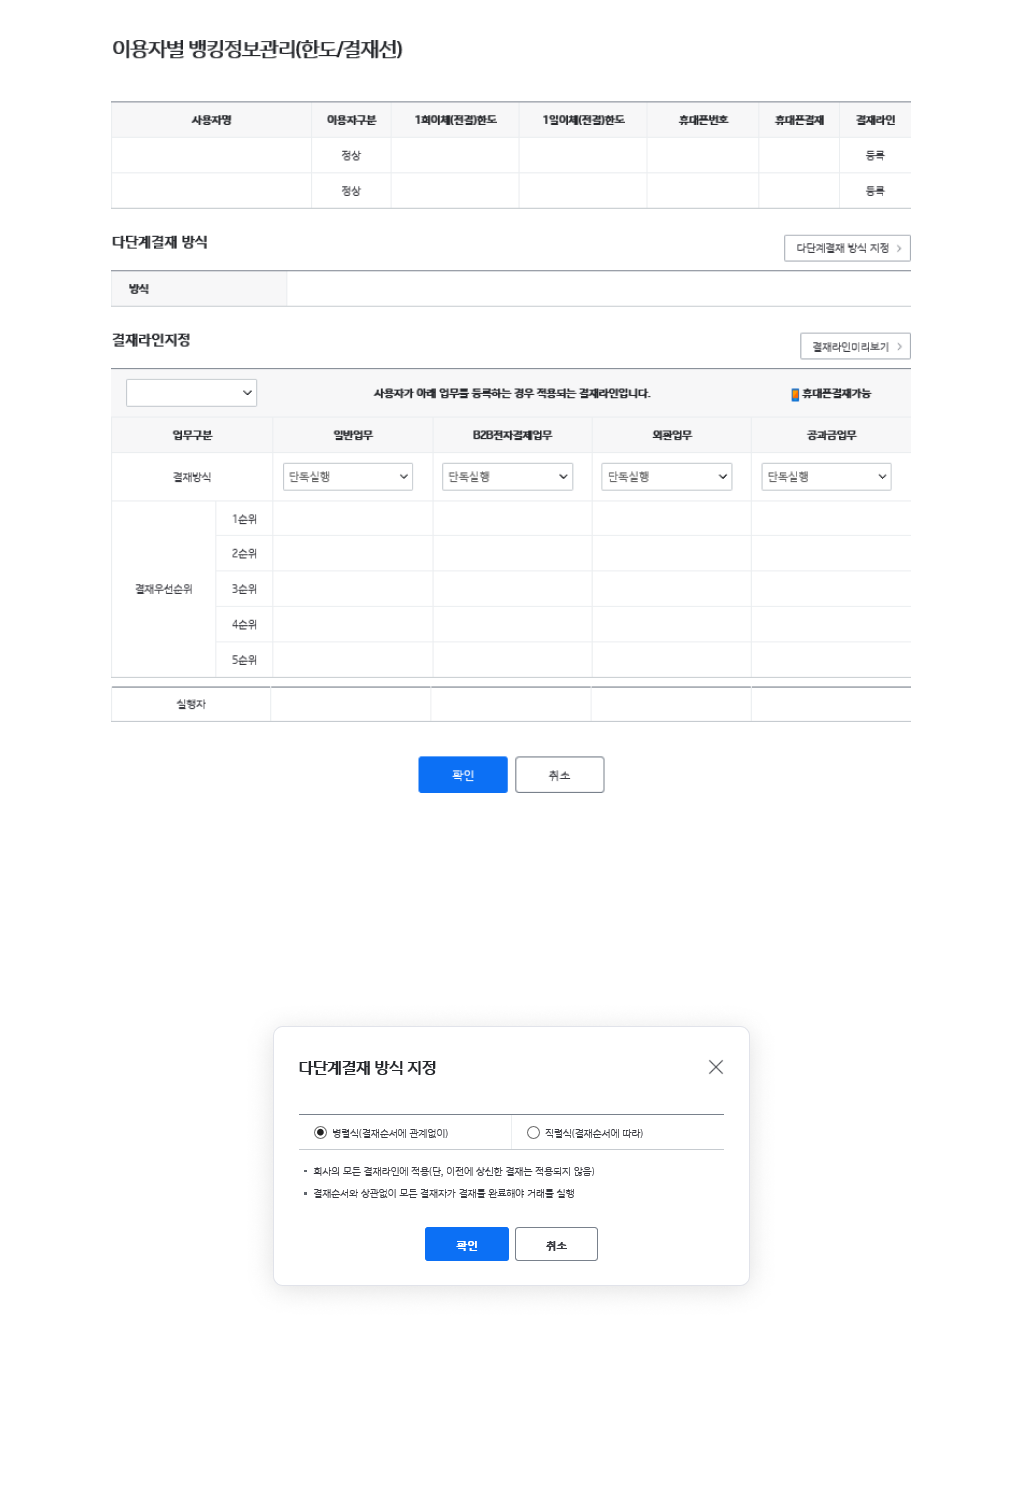 이용자별 뱅킹정보관리(한도/결재선)
사용자명 이용자구분 1회이체(전결)한도 1일이체(전결)한도 휴대폰번호 휴대폰결재 결재라인
정상 등록
정상 등록
다단계결재 방식 다단계결재 방식 지정
방식
결재라인지정 결재라인미리보기
사용자가 아래 업무를 등록하는 경우 적용되는 결재라인입니다. 휴대폰결재가능
업무구분 일반업무 B2B전자결제업무 외환업무 공과금업무
결재방식 단독실행 단독실행 단독실행 단독실행
결재우선순위
1순위
2순위
3순위
4순위
5순위
실행자
확인 취소
다단계결재 방식 지정
병렬식(결재순서에 관계없이) 직렬식(결재순서에 따라)
회사의 모든 결재라인에 적용(단, 이전에 상신한 결재는 적용되지 않음)
결재순서와 상관없이 모든 결재자가 결재를 완료해야 거래를 실행
확인 취소